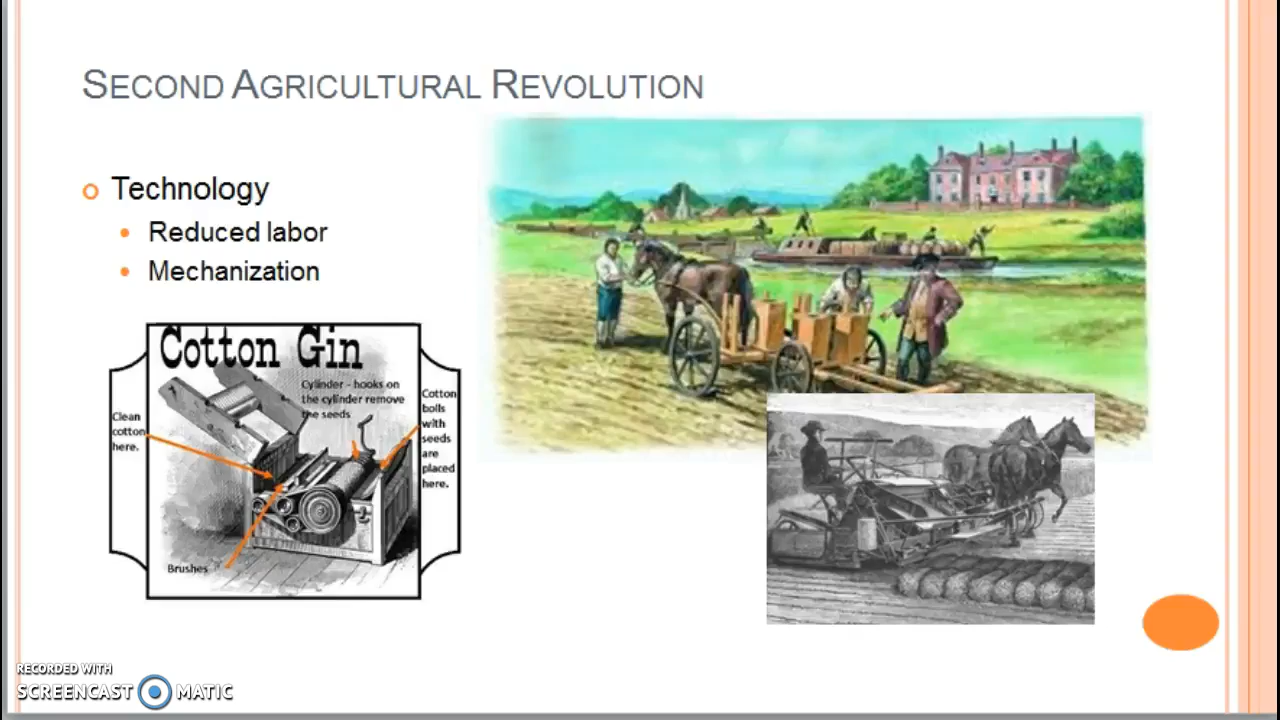 SECOND AGRICULTURAL REVOLUTION
Technology
Reduced labor
Mechanization
Cotton Gin
Cylinder - hooks on
the cylinder remove
the seeds
Clean
cotton
here.
Cotton
bolls
with
seeds
are
placed
here.
Brushes
RECORDED WITH
SCREENCAST MATIC